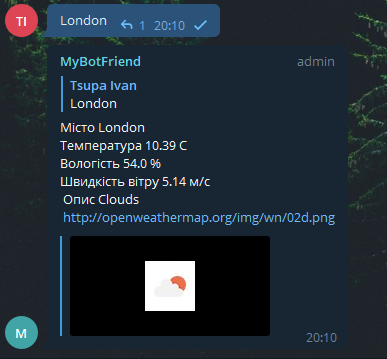 TI
London
1 20:10
MyBotFriend admin
Tsupa Ivan
London
Місто London
Температура 10.39 C
Вологість 54.0 %
Швидкість вітру 5.14 м/с
Опис Clouds
http://openweathermap.org/img/wn/02d.png
M
20:10